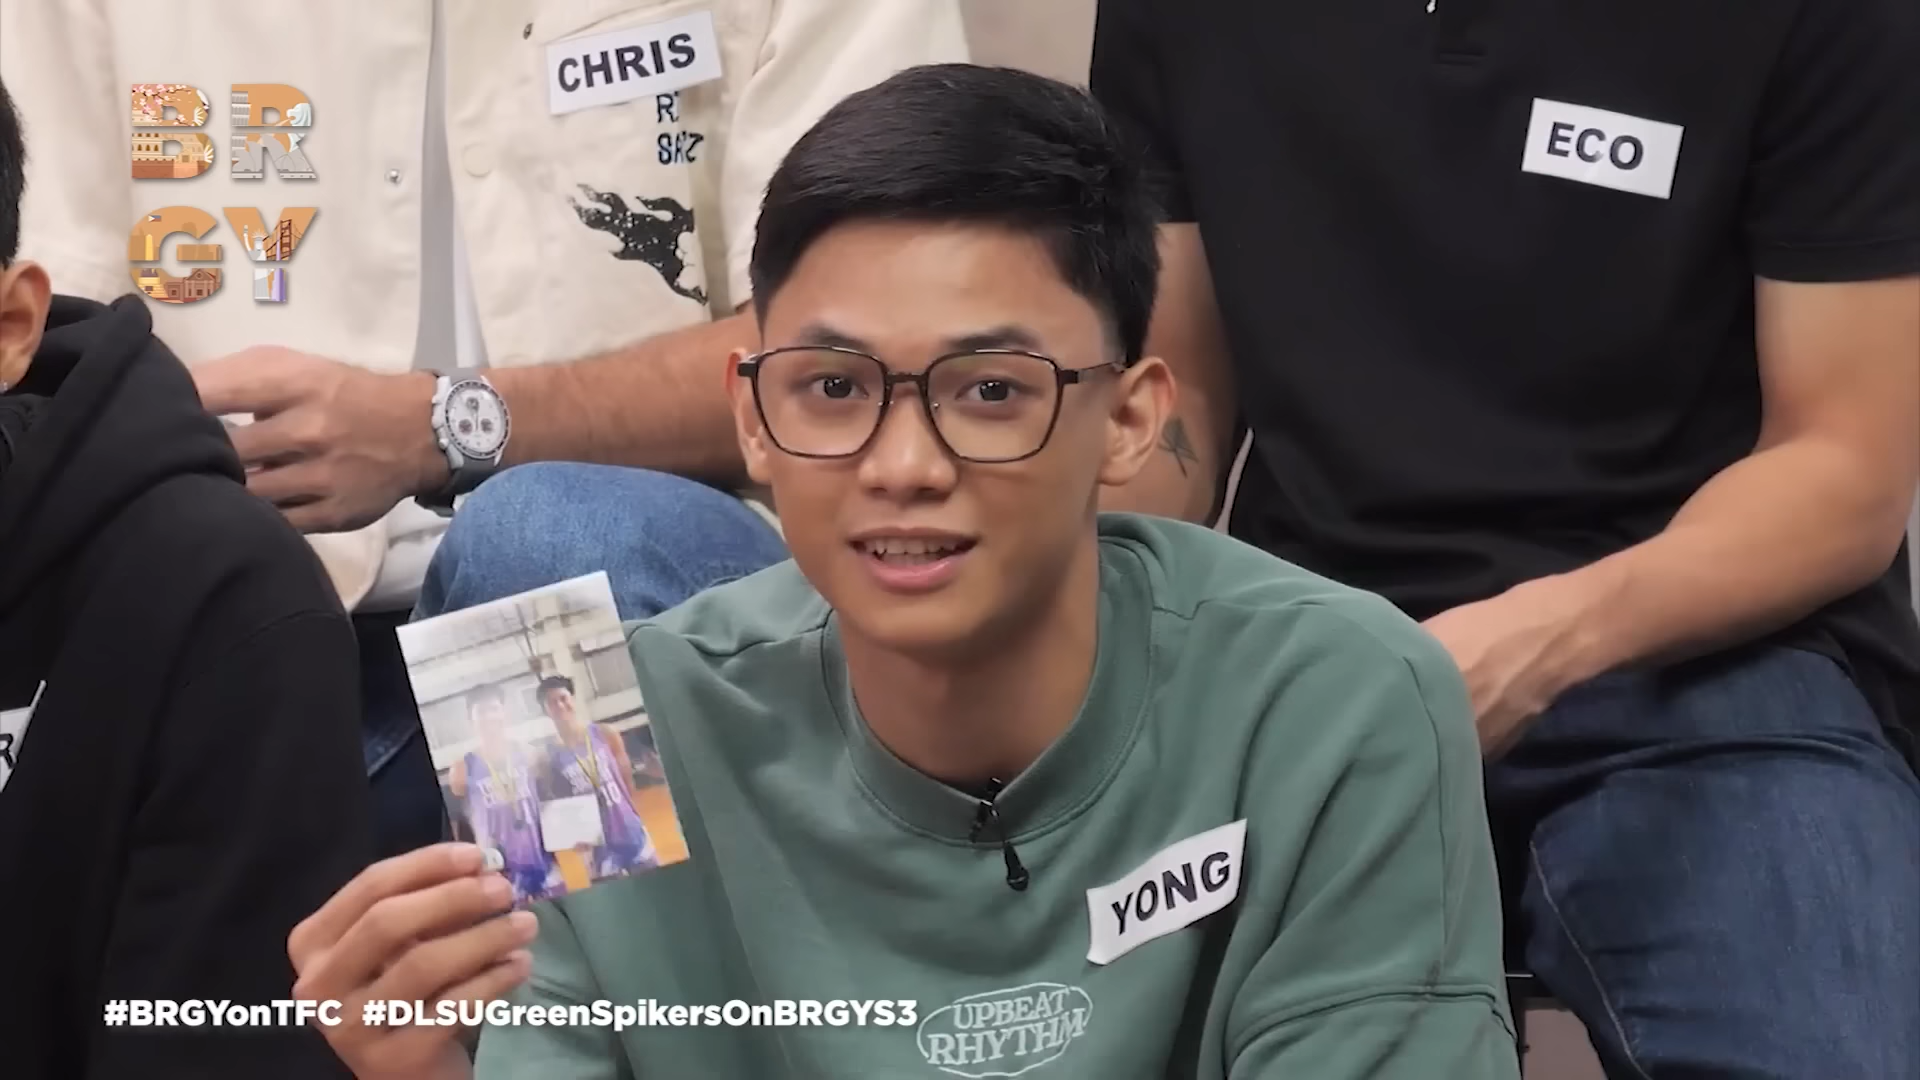 CHRIS
ECO
BR
GY
YONG
UPBEAT
RHYTHM
#BRGYonTFC #DLSUGreenSpikersOnBRGYS3